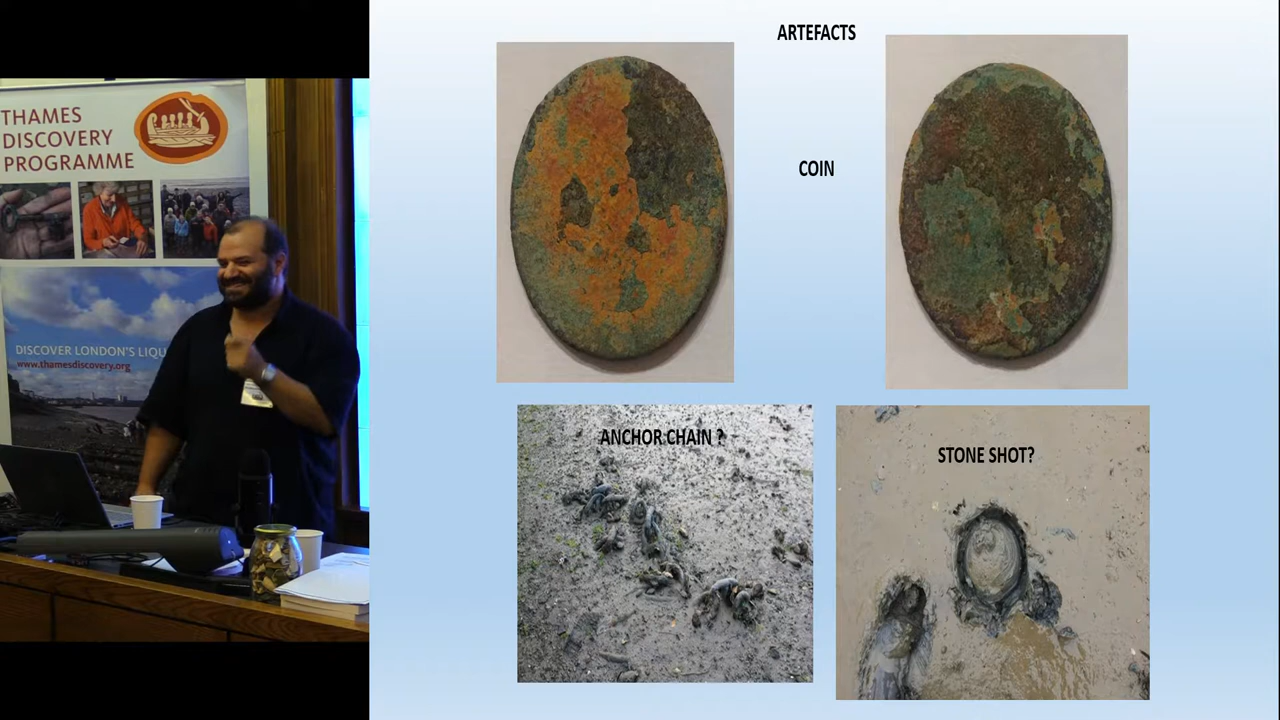 THAMES
DISCOVERY
PROGRAMME
DISCOVER LONDON'S LIQU
www.thamesdiscovery.org
ARTEFACTS
COIN
ANCHOR CHAIN ?
STONE SHOT?